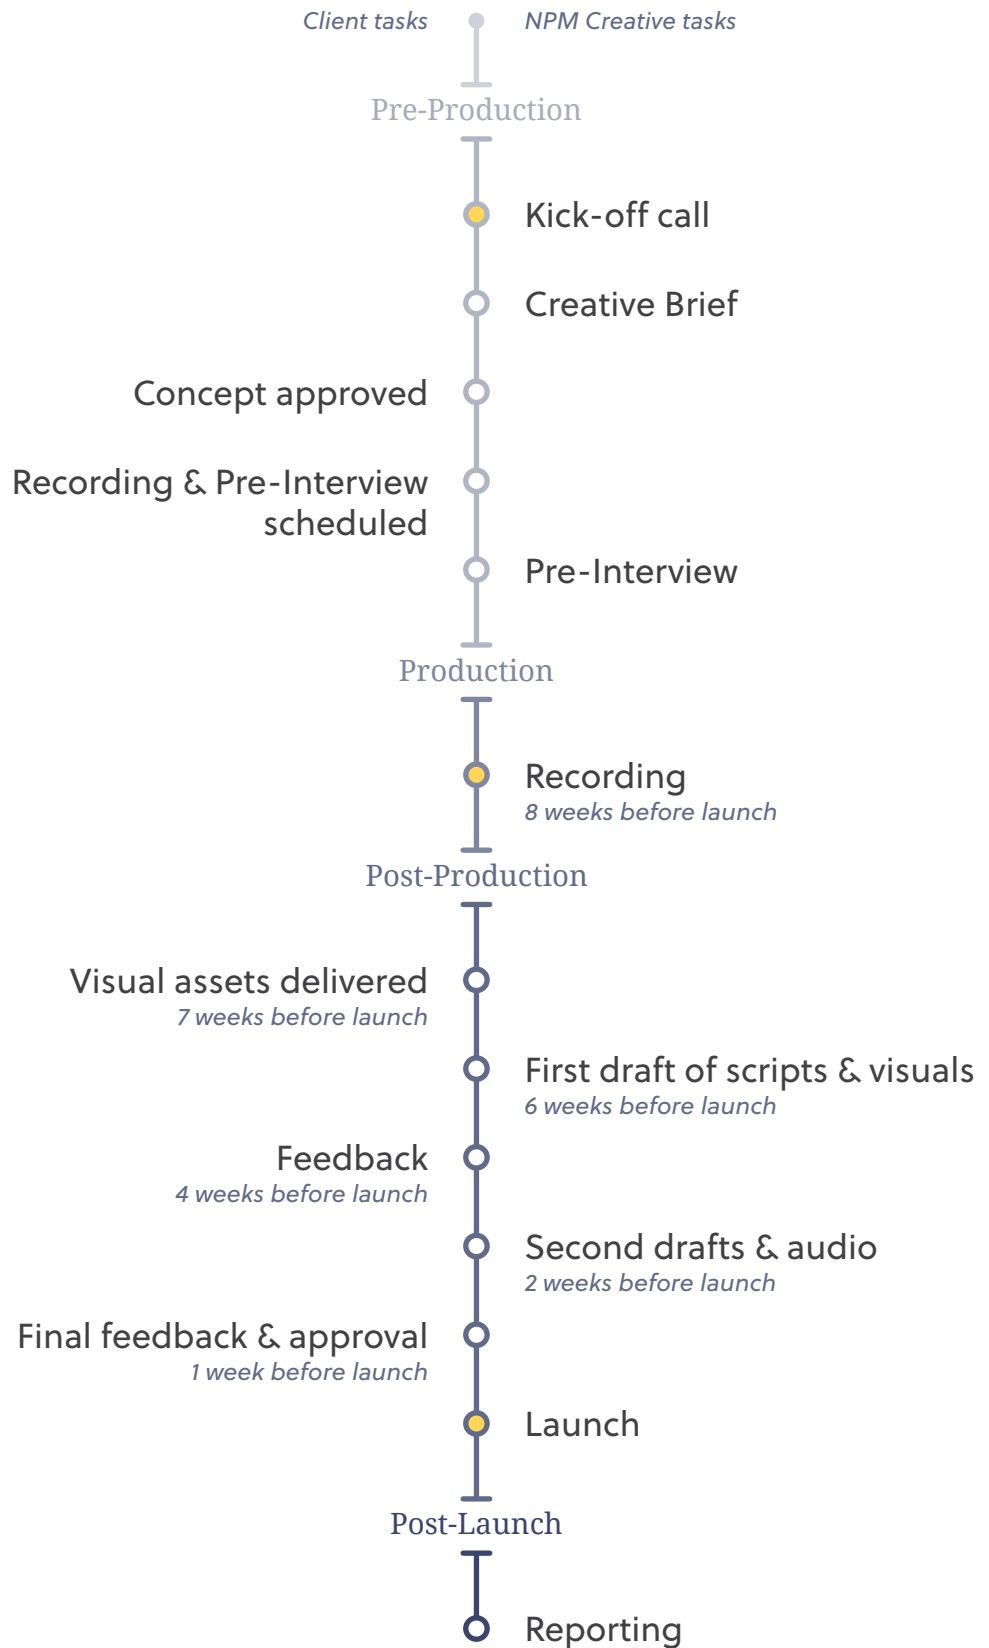 Client tasks
NPM Creative tasks
Pre-Production
Kick-off call
Creative Brief
Concept approved
Recording & Pre-Interview
scheduled
Pre-Interview
Production
Recording
8 weeks before launch
Post-Production
Visual assets delivered
7 weeks before launch
First draft of scripts & visuals
6 weeks before launch
Feedback
4 weeks before launch
Second drafts & audio
2 weeks before launch
Final feedback & approval
1 week before launch
Launch
Post-Launch
Reporting